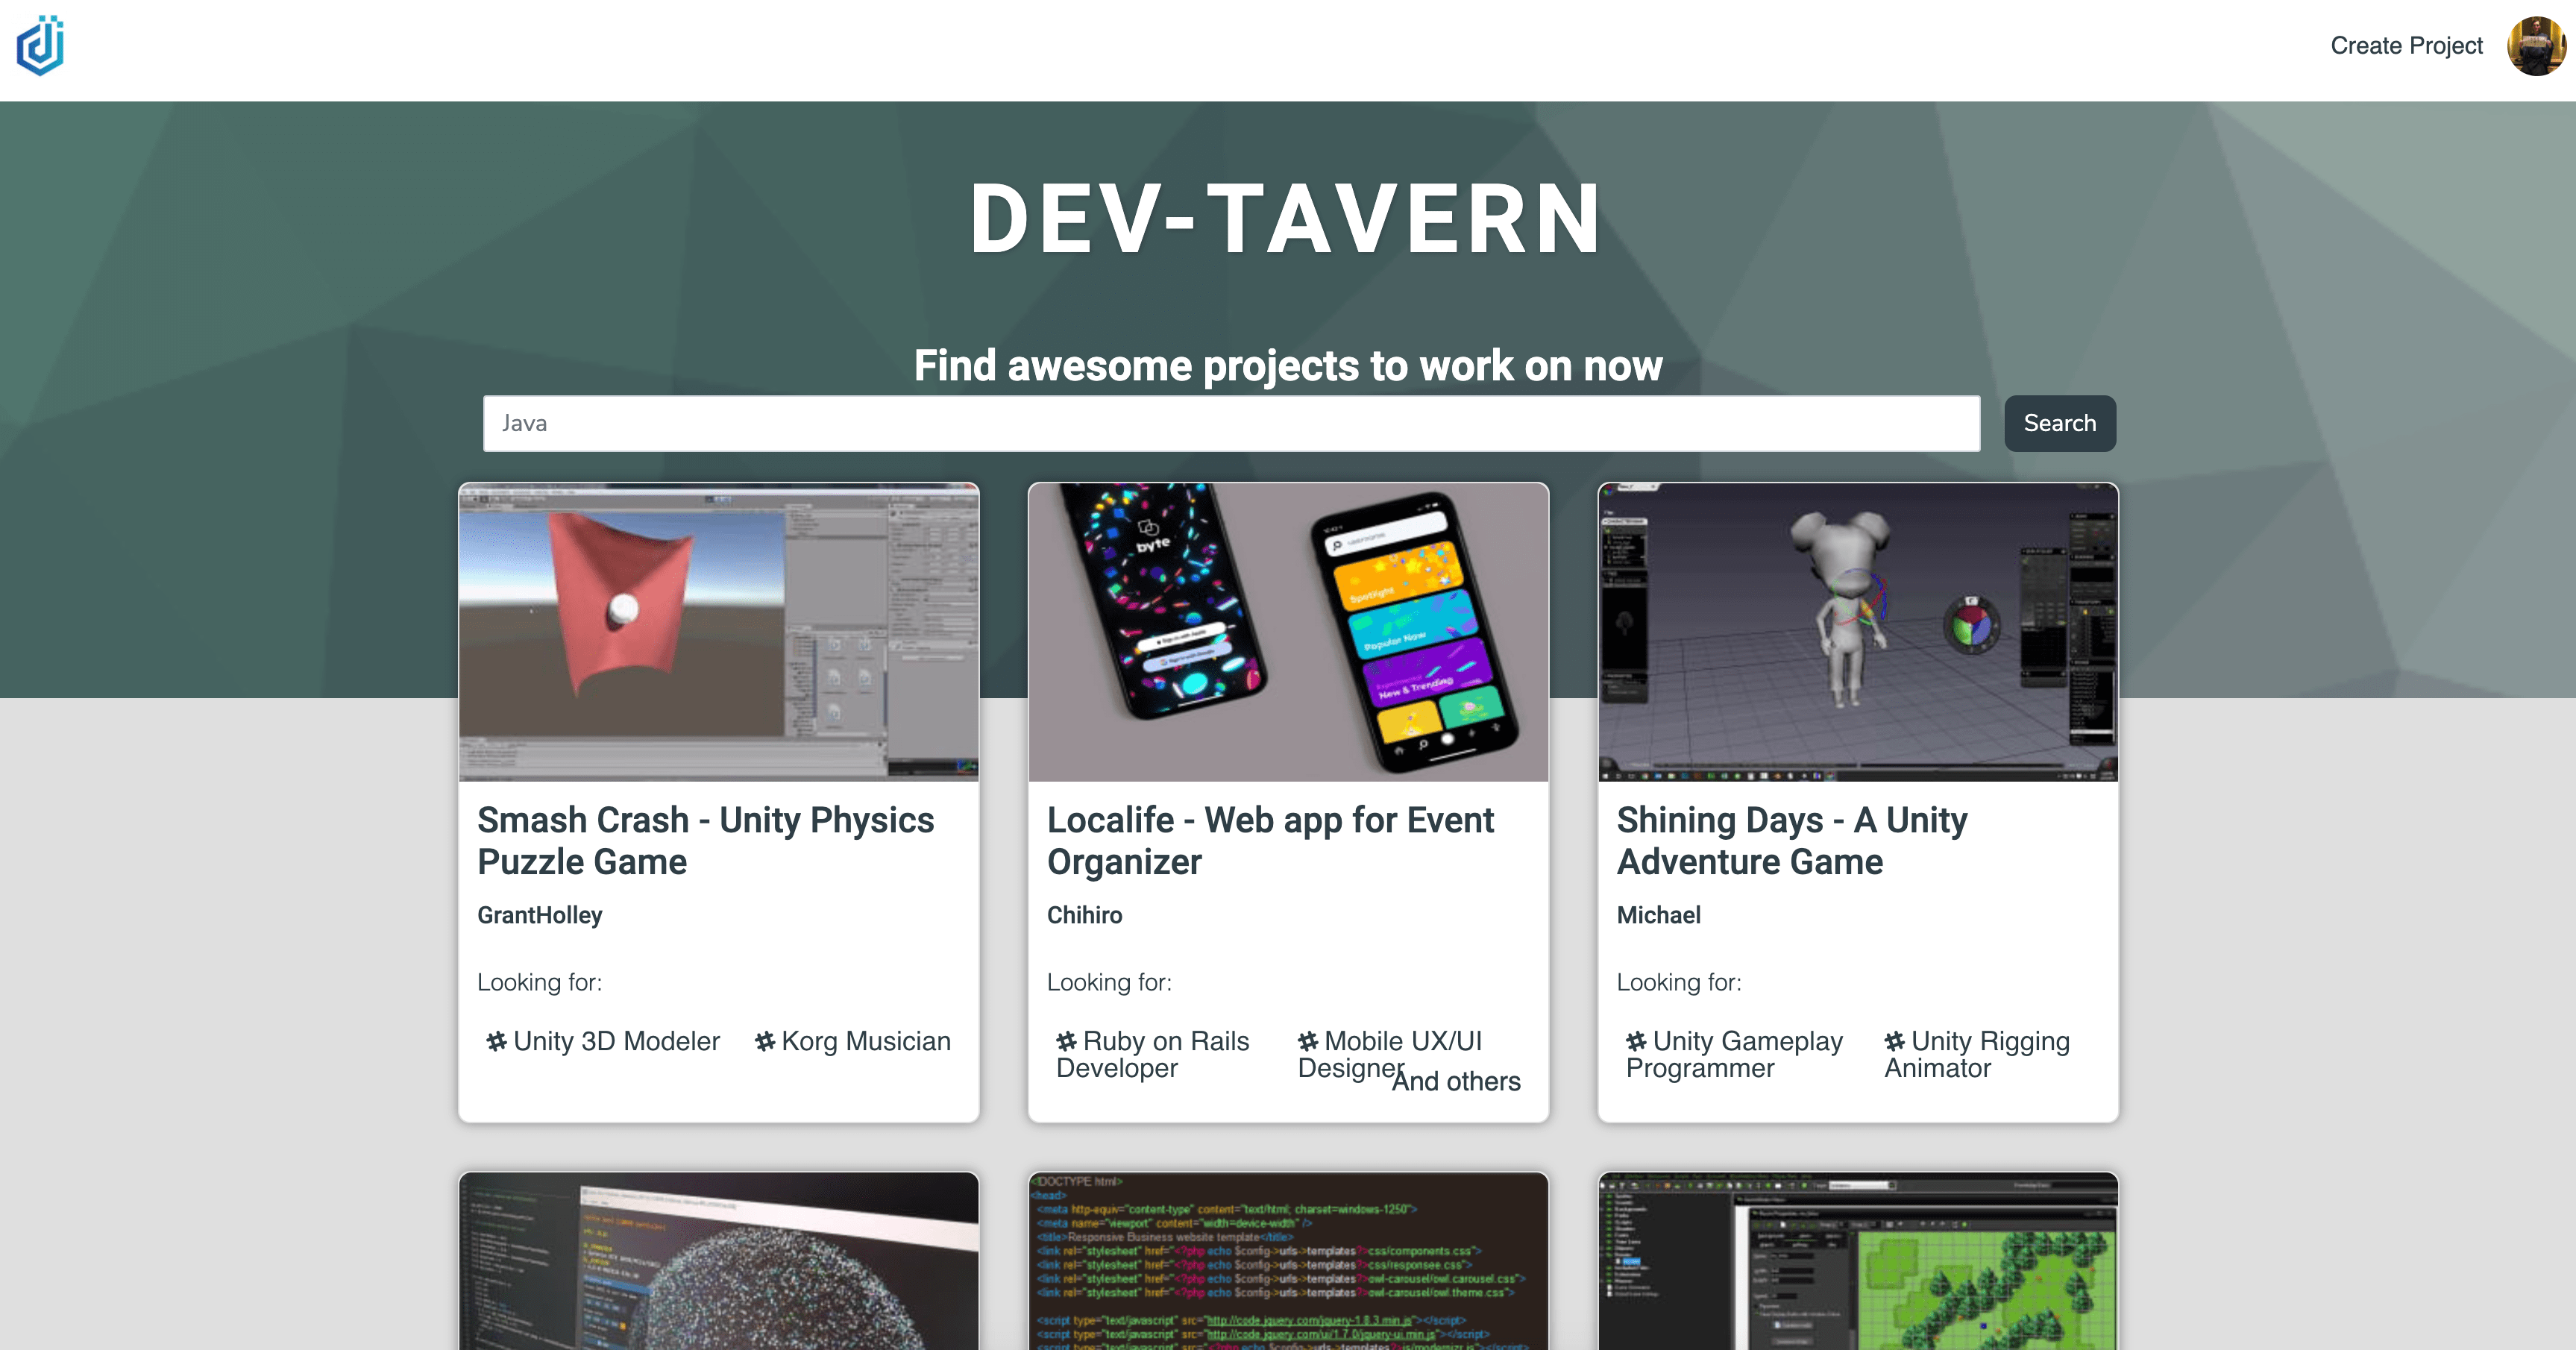 Create Project
DEV-TAVERN
Find awesome projects to work on now
Java
Search
byte
Spotlight
Popular Now
New & Trending
Smash Crash - Unity Physics
Puzzle Game
GrantHolley
Looking for:
Unity 3D Modeler
Korg Musician
Localife - Web app for Event
Organizer
Chihiro
Looking for:
Ruby on Rails
Developer
Mobile UX/UI
Designer
And others
Shining Days - A Unity
Adventure Game
Michael
Looking for:
Unity Gameplay
Programmer
Unity Rigging
Animator
<!DOCTYPE html>
<head>
<meta http-equiv="content-type" content="text/html; charset=windows-1250">
<meta name="viewport" content="width=device-width" />
<title>Responsive Business website template</title>
<link rel="stylesheet" href="<?php echo $config->urls->templates?>css/components.css">
<link rel="stylesheet" href="<?php echo $config->urls->templates?>css/responsee.css">
<link rel="stylesheet" href="<?php echo $config->urls->templates?>owl-carousel/owl.carousel.css">
<link rel="stylesheet" href="<?php echo $config->urls->templates?>owl-carousel/owl.theme.css">
<script type="text/javascript" src="http://code.jquery.com/jquery-1.8.3.min.js"></script>
<script type="text/javascript" src="http://code.jquery.com/ui/1.7.0/jquery-ui.min.js"></script>